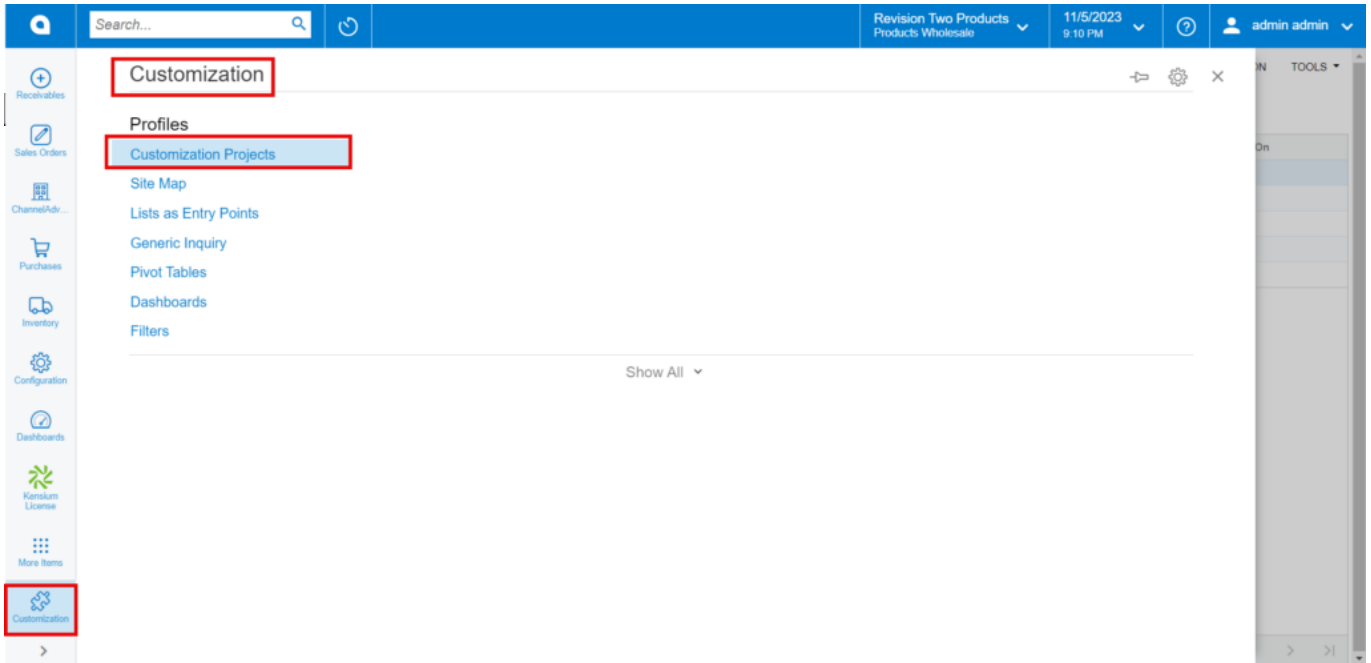 Search...
Revision Two Products
Products Wholesale
11/5/2023
9:10 PM
admin admin
Receivables
Sales Orders
ChannelAdv...
Purchases
Inventory
Configuration
Dashboards
Kensium
License
More Items
Customization
Customization
Profiles
Customization Projects
Site Map
Lists as Entry Points
Generic Inquiry
Pivot Tables
Dashboards
Filters
Show All
TOOLS
On